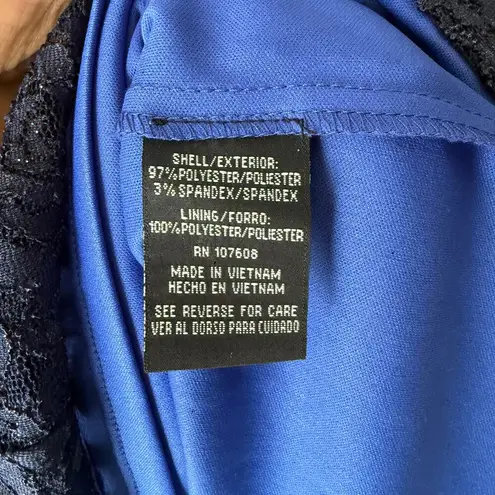 SHELL/EXTERIOR:
97%POLYESTER/POLIESTER
3%SPANDEX/SPANDEX
LINING/FORRO:
100%POLYESTER/POLIESTER
RN 107608
MADE IN VIETNAM
HECHO EN VIETNAM
SEE REVERSE FOR CARE
VER AL DORSO PARA CUIDADO